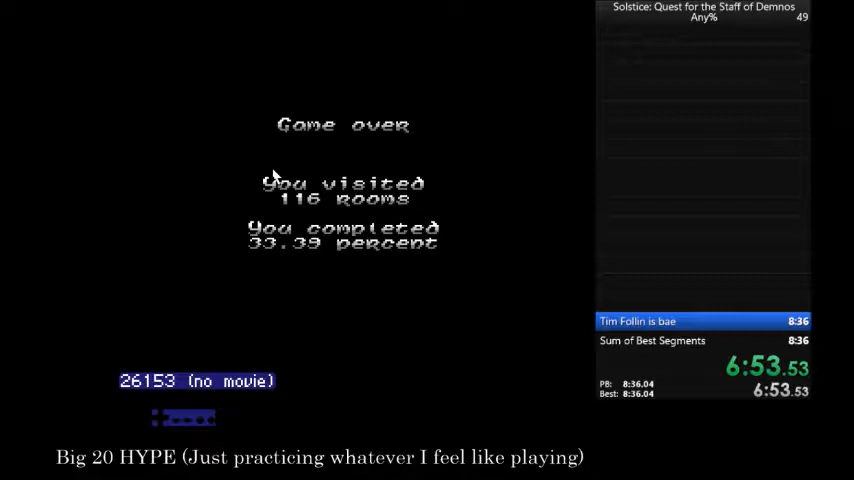 Solstice: Quest for the Staff of Demnos
Any%
49
Game over
You visited
116 rooms
You completed
33.39 percent
Tim Follin is bae 8:36
Sum of Best Segments 8:36
6:53.53
PB: 8:36.04
Best: 8:36.04
6:53.53
26153 (no movie)
Big 20 HYPE (Just practicing whatever I feel like playing)